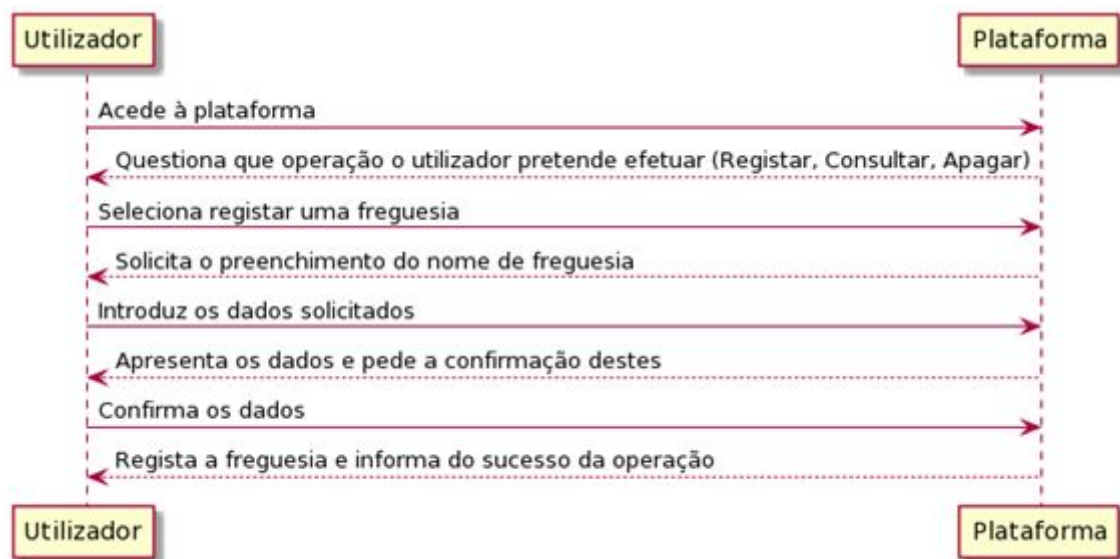 Utilizador
Plataforma
Acede à plataforma
Questiona que operação o utilizador pretende efetuar (Registar, Consultar, Apagar)
Seleciona registar uma freguesia
Solicita o preenchimento do nome de freguesia
Introduz os dados solicitados
Apresenta os dados e pede a confirmação destes
Confirma os dados
Regista a freguesia e informa do sucesso da operação
Utilizador
Plataforma